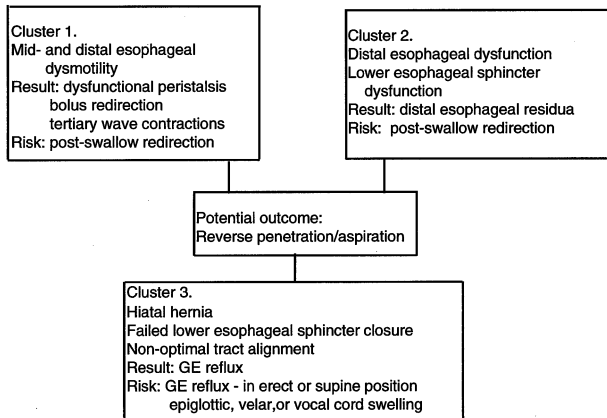 Cluster 1.
Mid- and distal esophageal
dysmotility
Result: dysfunctional peristalsis
bolus redirection
tertiary wave contractions
Risk: post-swallow redirection
Cluster 2.
Distal esophageal dysfunction
Lower esophageal sphincter
dysfunction
Result: distal esophageal residua
Risk: post-swallow redirection
Potential outcome:
Reverse penetration/aspiration
Cluster 3.
Hiatal hernia
Failed lower esophageal sphincter closure
Non-optimal tract alignment
Result: GE reflux
Risk: GE reflux - in erect or supine position
epiglottic, velar,or vocal cord swelling